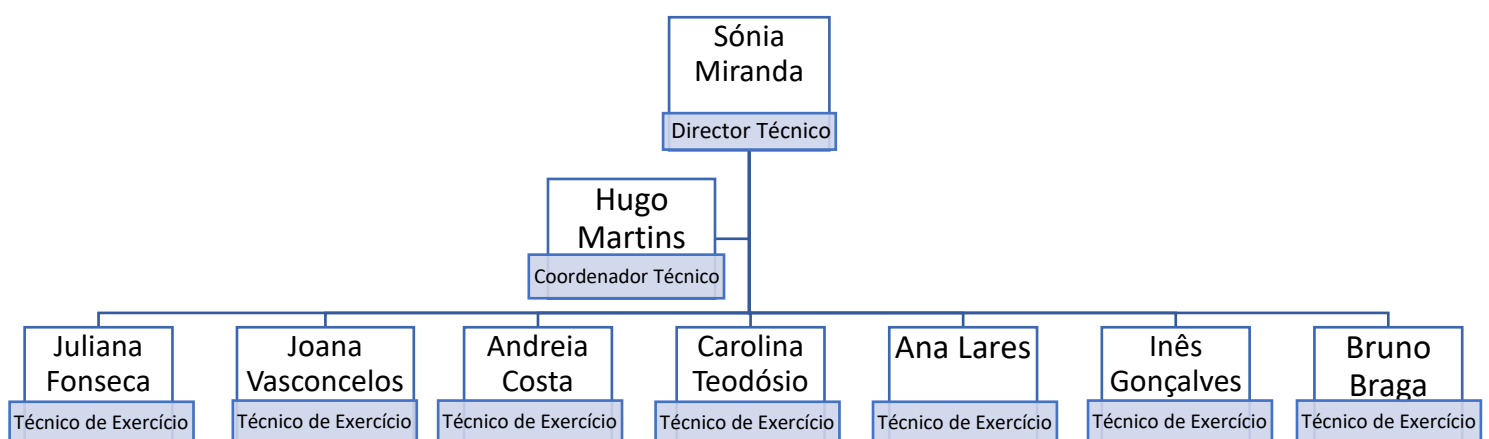 Sónia
Miranda
Director Técnico
Hugo
Martins
Coordenador Técnico
Juliana
Fonseca
Técnico de Exercício
Joana
Vasconcelos
Técnico de Exercício
Andreia
Costa
Técnico de Exercício
Carolina
Teodósio
Técnico de Exercício
Ana Lares
Técnico de Exercício
Inês
Gonçalves
Técnico de Exercício
Bruno
Braga
Técnico de Exercício